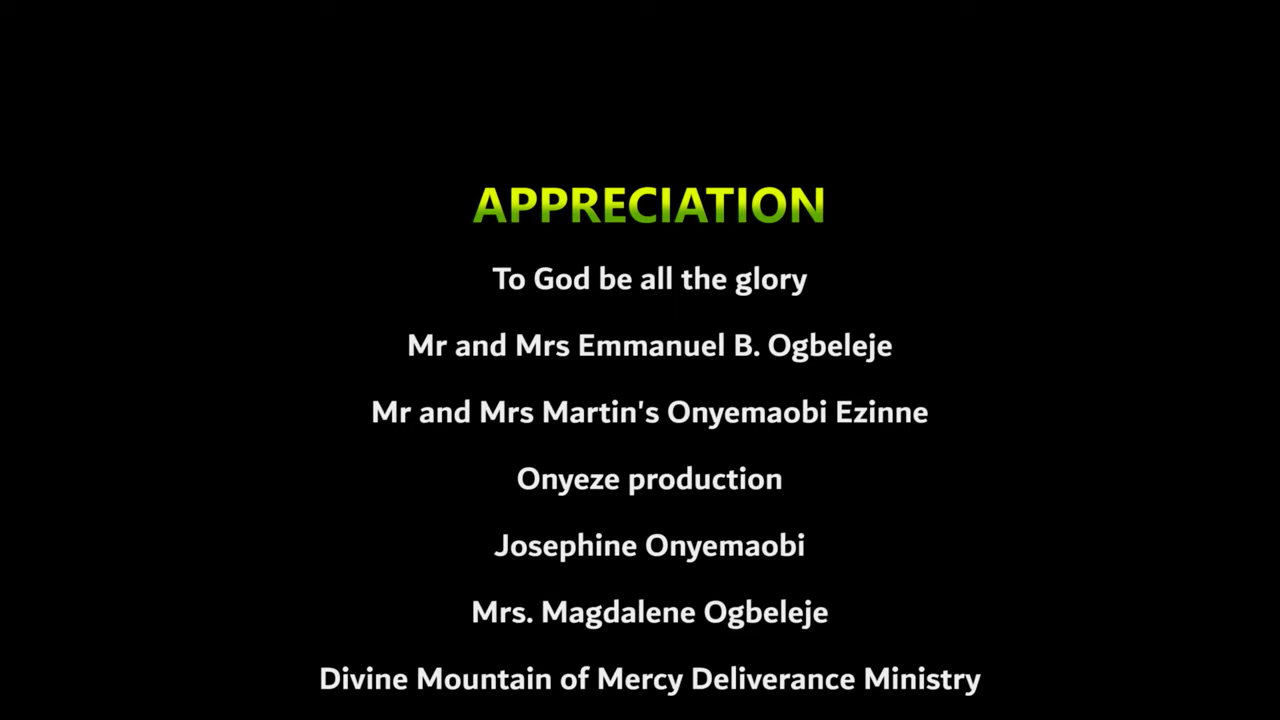 APPRECIATION
To God be all the glory
Mr and Mrs Emmanuel B. Ogbeleje
Mr and Mrs Martin's Onyemaobi Ezinne
Onyeze production
Josephine Onyemaobi
Mrs. Magdalene Ogbeleje
Divine Mountain of Mercy Deliverance Ministry